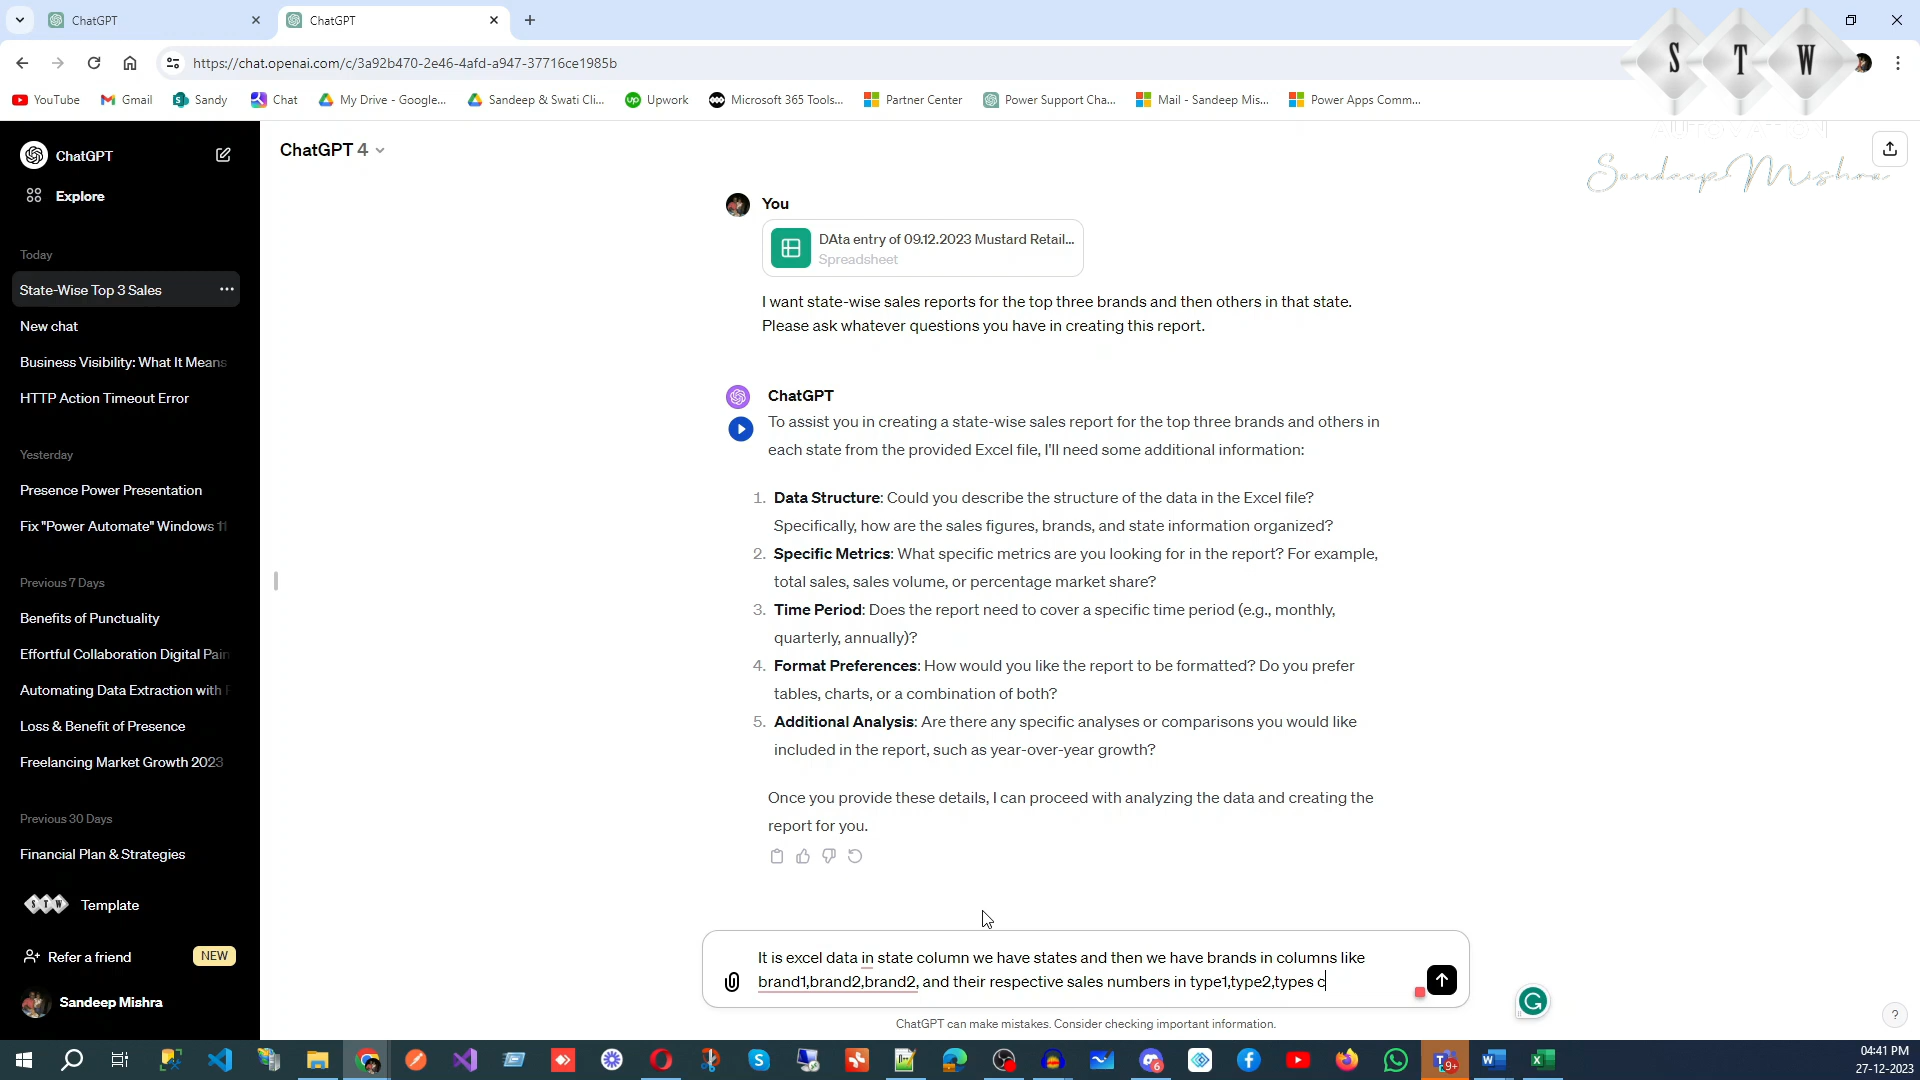 ChatGPT
ChatGPT
https://chat.openai.com/c/3a92b470-2e46-4afd-a947-37716ce1985b
YouTube
Gmail
Sandy
Chat
My Drive - Google...
Sandeep & Swati Cli...
Upwork
Microsoft 365 Tools...
Partner Center
Power Support Cha...
Mail - Sandeep Mis...
Power Apps Comm...
S T W
Sandeep Mishra
ChatGPT
Explore
Today
State-Wise Top 3 Sales
New chat
Business Visibility: What It Means
HTTP Action Timeout Error
Yesterday
Presence Power Presentation
Fix "Power Automate" Windows 11
Previous 7 Days
Benefits of Punctuality
Effortful Collaboration Digital Pain
Automating Data Extraction with
Loss & Benefit of Presence
Freelancing Market Growth 2023
Previous 30 Days
Financial Plan & Strategies
STW Template
Refer a friend NEW
Sandeep Mishra
ChatGPT 4
You
DAta entry of 09.12.2023 Mustard Retail...
Spreadsheet
I want state-wise sales reports for the top three brands and then others in that state.
Please ask whatever questions you have in creating this report.
ChatGPT
To assist you in creating a state-wise sales report for the top three brands and others in
each state from the provided Excel file, I'll need some additional information:
1. Data Structure: Could you describe the structure of the data in the Excel file?
Specifically, how are the sales figures, brands, and state information organized?
2. Specific Metrics: What specific metrics are you looking for in the report? For example,
total sales, sales volume, or percentage market share?
3. Time Period: Does the report need to cover a specific time period (e.g., monthly,
quarterly, annually)?
4. Format Preferences: How would you like the report to be formatted? Do you prefer
tables, charts, or a combination of both?
5. Additional Analysis: Are there any specific analyses or comparisons you would like
included in the report, such as year-over-year growth?
Once you provide these details, I can proceed with analyzing the data and creating the
report for you.
It is excel data in state column we have states and then we have brands in columns like
brand1,brand2,brand2, and their respective sales numbers in type1,type2,types c
ChatGPT can make mistakes. Consider checking important information.
?
04:41 PM
27-12-2023